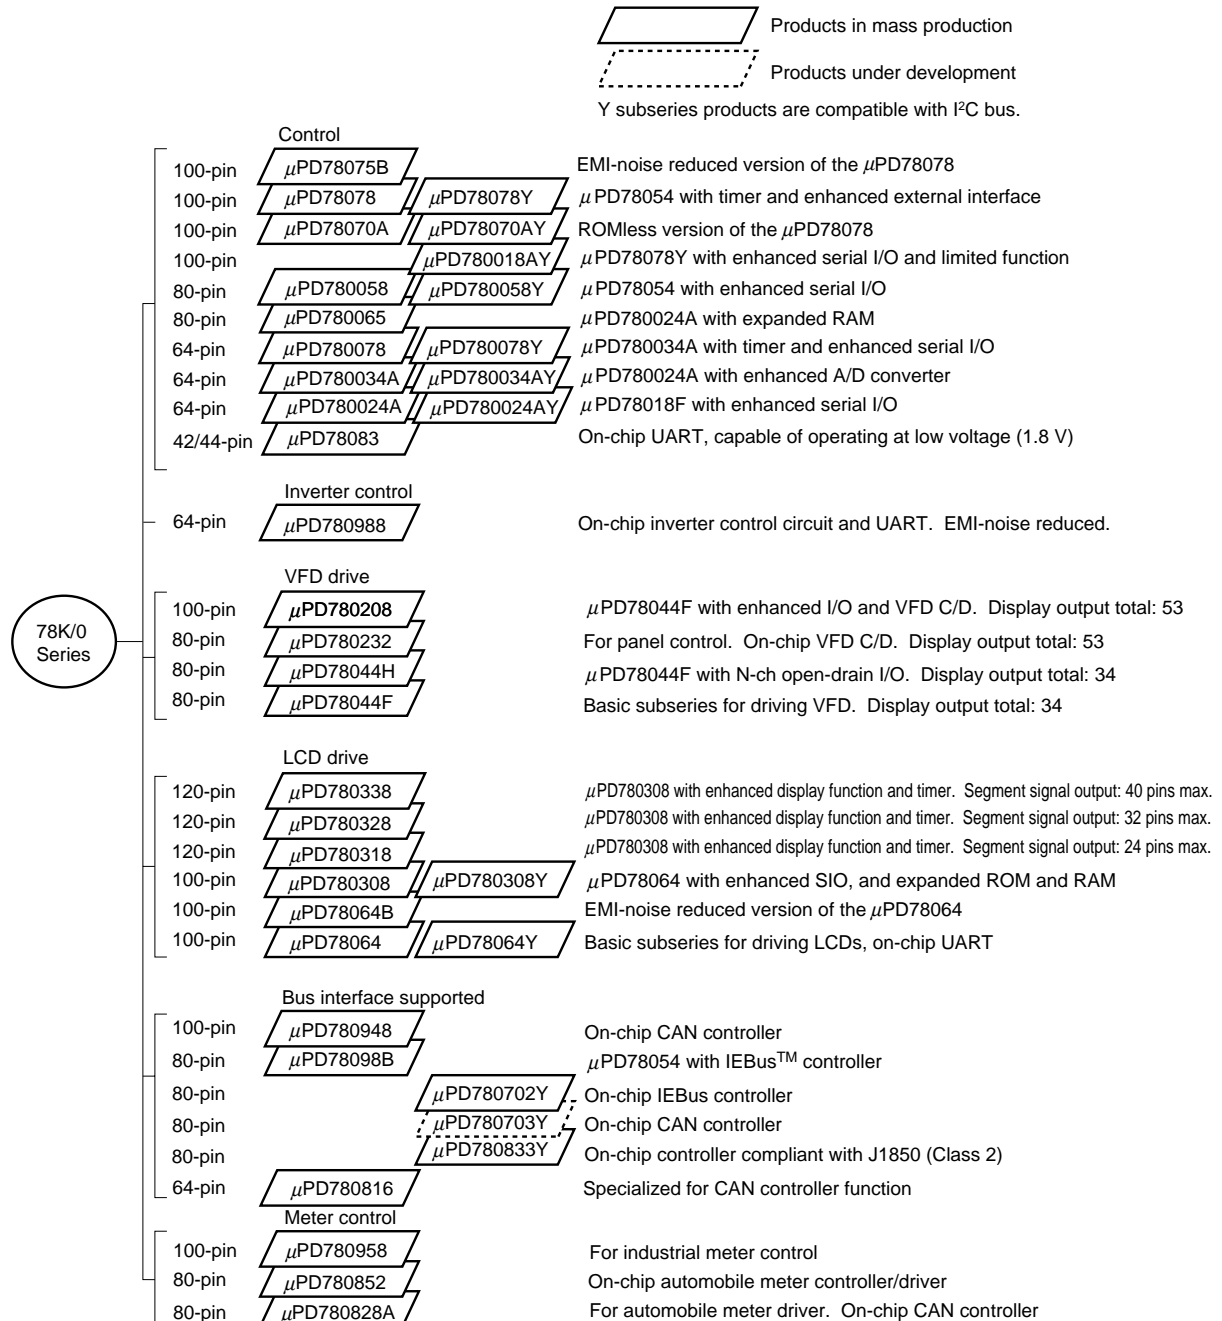 Products in mass production
Products under development
Y subseries products are compatible with I²C bus.
78K/0
Series
Control
100-pin μPD78075B EMI-noise reduced version of the μPD78078
100-pin μPD78078 μPD78078Y μPD78054 with timer and enhanced external interface
100-pin μPD78070A μPD78070AY ROMless version of the μPD78078
100-pin μPD780018AY μPD78078Y with enhanced serial I/O and limited function
80-pin μPD780058 μPD780058Y μPD78054 with enhanced serial I/O
80-pin μPD780065 μPD780024A with expanded RAM
64-pin μPD780078 μPD780078Y μPD780034A with timer and enhanced serial I/O
64-pin μPD780034A μPD780034AY μPD780024A with enhanced A/D converter
64-pin μPD780024A μPD780024AY μPD78018F with enhanced serial I/O
42/44-pin μPD78083 On-chip UART, capable of operating at low voltage (1.8 V)
Inverter control
64-pin μPD780988 On-chip inverter control circuit and UART. EMI-noise reduced.
VFD drive
100-pin μPD780208 μPD78044F with enhanced I/O and VFD C/D. Display output total: 53
80-pin μPD780232 For panel control. On-chip VFD C/D. Display output total: 53
80-pin μPD78044H μPD78044F with N-ch open-drain I/O. Display output total: 34
80-pin μPD78044F Basic subseries for driving VFD. Display output total: 34
LCD drive
120-pin μPD780338 μPD780308 with enhanced display function and timer. Segment signal output: 40 pins max.
120-pin μPD780328 μPD780308 with enhanced display function and timer. Segment signal output: 32 pins max.
120-pin μPD780318 μPD780308 with enhanced display function and timer. Segment signal output: 24 pins max.
100-pin μPD780308 μPD780308Y μPD78064 with enhanced SIO, and expanded ROM and RAM
100-pin μPD78064B EMI-noise reduced version of the μPD78064
100-pin μPD78064 μPD78064Y Basic subseries for driving LCDs, on-chip UART
Bus interface supported
100-pin μPD780948 On-chip CAN controller
80-pin μPD78098B μPD78054 with IEBus™ controller
80-pin μPD780702Y On-chip IEBus controller
80-pin μPD780703Y On-chip CAN controller
80-pin μPD780833Y On-chip controller compliant with J1850 (Class 2)
64-pin μPD780816 Specialized for CAN controller function
Meter control
100-pin μPD780958 For industrial meter control
80-pin μPD780852 On-chip automobile meter controller/driver
80-pin μPD780828A For automobile meter driver. On-chip CAN controller